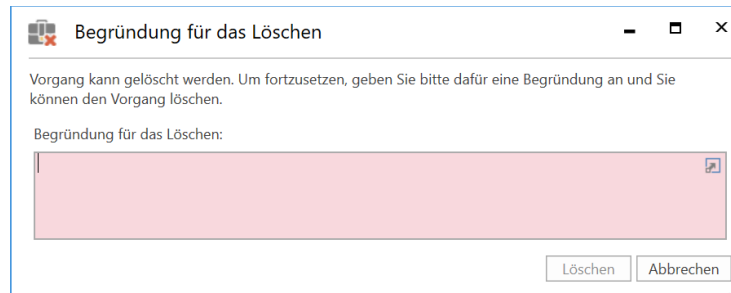 Begründung für das Löschen
Vorgang kann gelöscht werden. Um fortzusetzen, geben Sie bitte dafür eine Begründung an und Sie
können den Vorgang löschen.
Begründung für das Löschen:
Löschen Abbrechen